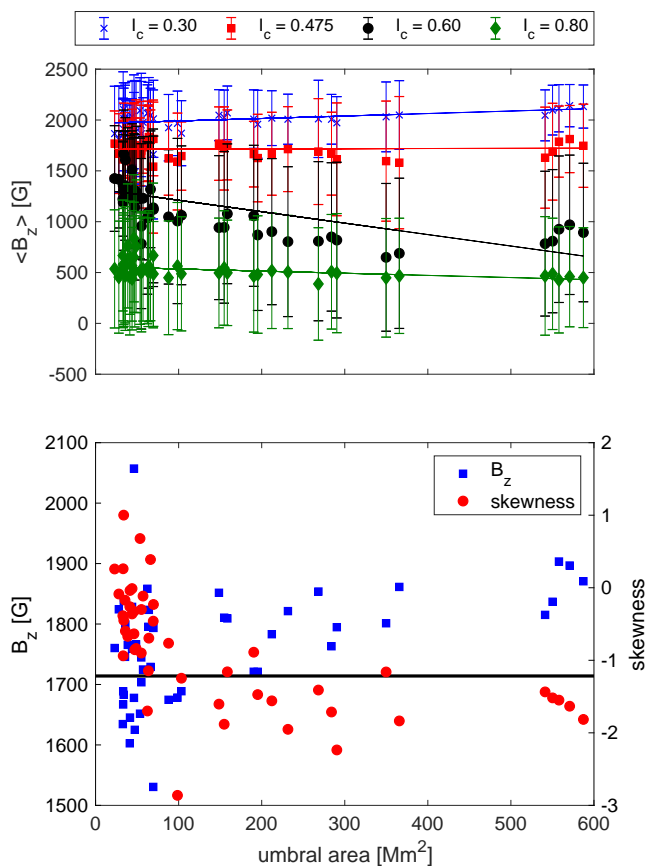 I_c = 0.30 I_c = 0.475 I_c = 0.60 I_c = 0.80
2500
2000
1500
1000
500
0
-500
<B_z> [G]
2100
2000
1900
1800
1700
1600
1500
B_z [G]
B_z
skewness
2
1
0
-1
-2
-3
skewness
0 100 200 300 400 500 600
umbral area [Mm²]